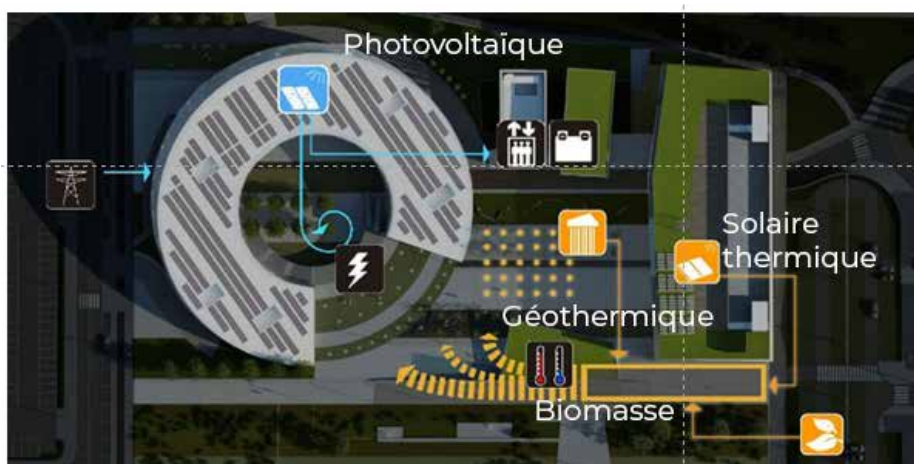 Photovoltaïque
Solaire
thermique
Géothermique
Biomasse